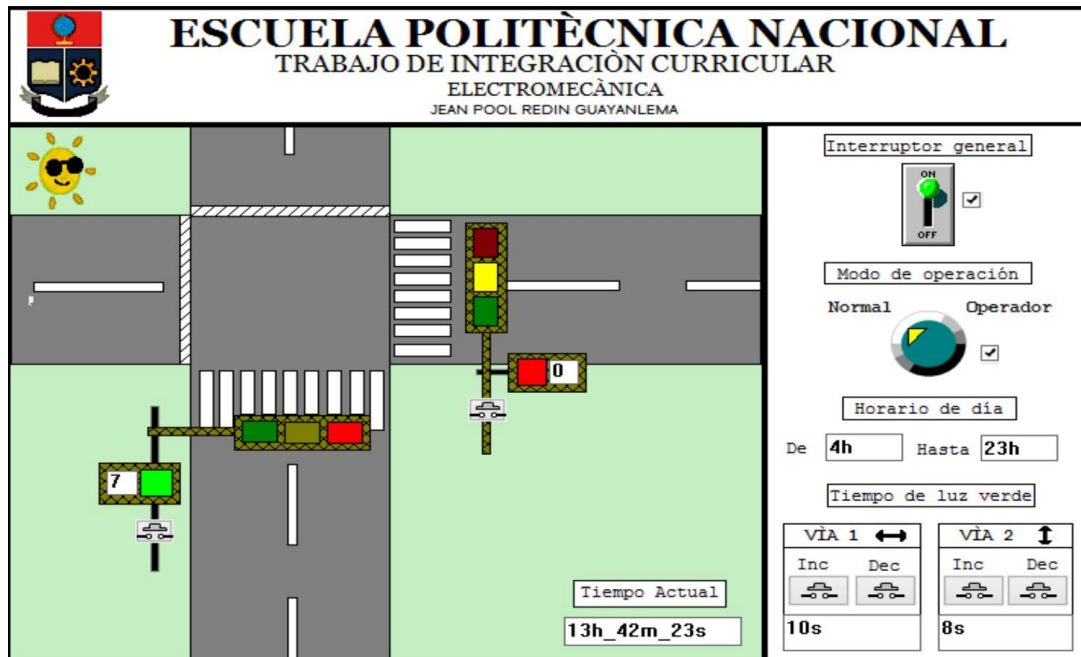 ESCUELA POLITÈCNICA NACIONAL
TRABAJO DE INTEGRACIÒN CURRICULAR
ELECTROMECÀNICA
JEAN POOL REDIN GUAYANLEMA
Interruptor general
ON
OFF
Modo de operación
Normal Operador
0
Horario de día
De 4h Hasta 23h
7
Tiempo de luz verde
VÌA 1 VÌA 2
Inc Dec Inc Dec
Tiempo Actual
13h_42m_23s
10s 8s